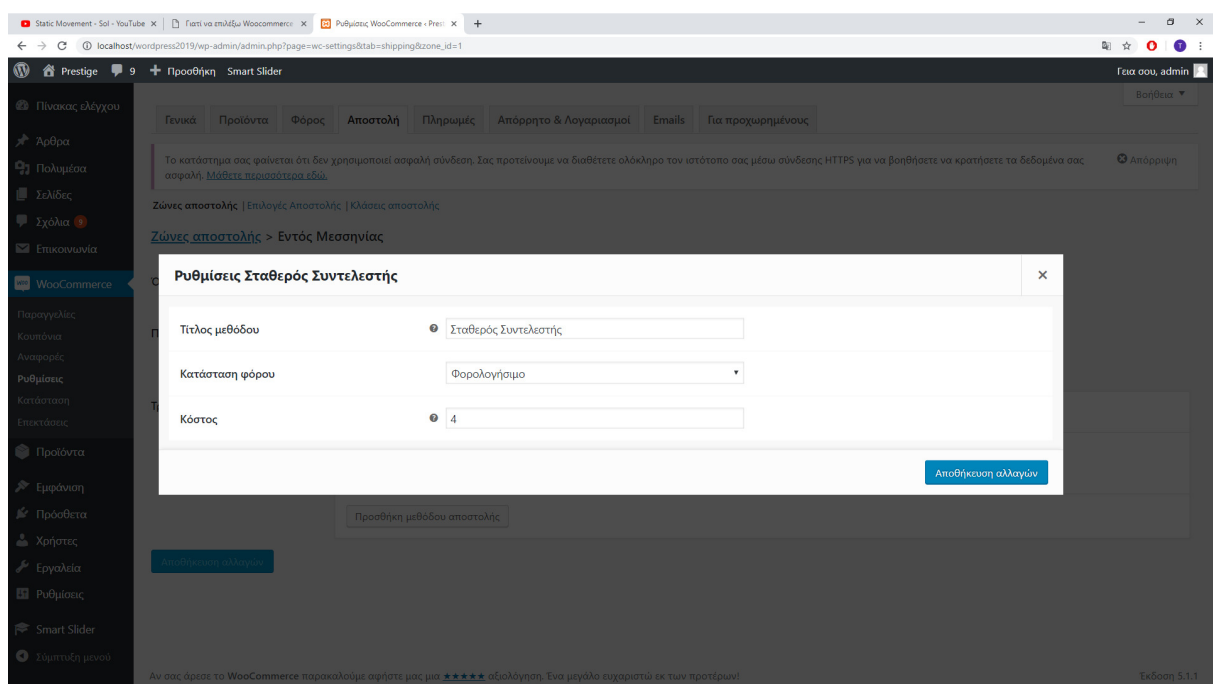 Static Movement - Sol - YouTube
Γιατί να επιλέξω Woocommerce
Ρυθμίσεις WooCommerce ‹ Prest
localhost/wordpress2019/wp-admin/admin.php?page=wc-settings&tab=shipping&zone_id=1
Prestige 9 Προσθήκη Smart Slider Γεια σου, admin
Βοήθεια
Πίνακας ελέγχου
Άρθρα
Πολυμέσα
Σελίδες
Σχόλια 9
Επικοινωνία
WooCommerce
Παραγγελίες
Κουπόνια
Αναφορές
Ρυθμίσεις
Κατάσταση
Επεκτάσεις
Προϊόντα
Εμφάνιση
Πρόσθετα
Χρήστες
Εργαλεία
Ρυθμίσεις
Smart Slider
Σύμπτυξη μενού
Γενικά Προϊόντα Φόρος Αποστολή Πληρωμές Απόρρητο & Λογαριασμοί Emails Για προχωρημένους
Το κατάστημα σας φαίνεται ότι δεν χρησιμοποιεί ασφαλή σύνδεση. Σας προτείνουμε να διαθέτετε ολόκληρο τον ιστότοπο σας μέσω σύνδεσης HTTPS για να βοηθήσετε να κρατήσετε τα δεδομένα σας
ασφαλή. Μάθετε περισσότερα εδώ.
Απόρριψη
Ζώνες αποστολής | Επιλογές Αποστολής | Κλάσεις αποστολής
Ζώνες αποστολής > Εντός Μεσσηνίας
Ρυθμίσεις Σταθερός Συντελεστής
Τίτλος μεθόδου Σταθερός Συντελεστής
Κατάσταση φόρου Φορολογήσιμο
Κόστος 4
Αποθήκευση αλλαγών
Προσθήκη μεθόδου αποστολής
Αποθήκευση αλλαγών
Αν σας άρεσε το WooCommerce παρακαλούμε αφήστε μας μια ★★★★★ αξιολόγηση. Ένα μεγάλο ευχαριστώ εκ των προτέρων!
Έκδοση 5.1.1